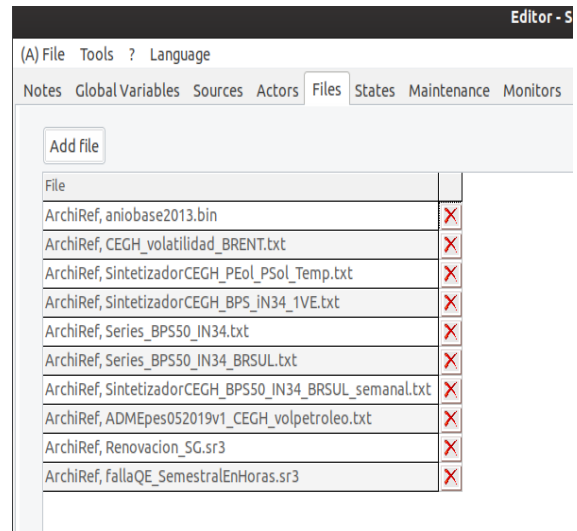 Editor - S
(A) File Tools ? Language
Notes Global Variables Sources Actors Files States Maintenance Monitors
Add file
File
ArchiRef, aniobase2013.bin
ArchiRef, CEGH_volatilidad_BRENT.txt
ArchiRef, SintetizadorCEGH_PEol_PSol_Temp.txt
ArchiRef, SintetizadorCEGH_BPS_iN34_1VE.txt
ArchiRef, Series_BPS50_IN34.txt
ArchiRef, Series_BPS50_IN34_BRSUL.txt
ArchiRef, SintetizadorCEGH_BPS50_IN34_BRSUL_semanal.txt
ArchiRef, ADMEpes052019v1_CEGH_volpetroleo.txt
ArchiRef, Renovacion_SG.sr3
ArchiRef, fallaQE_SemestralEnHoras.sr3